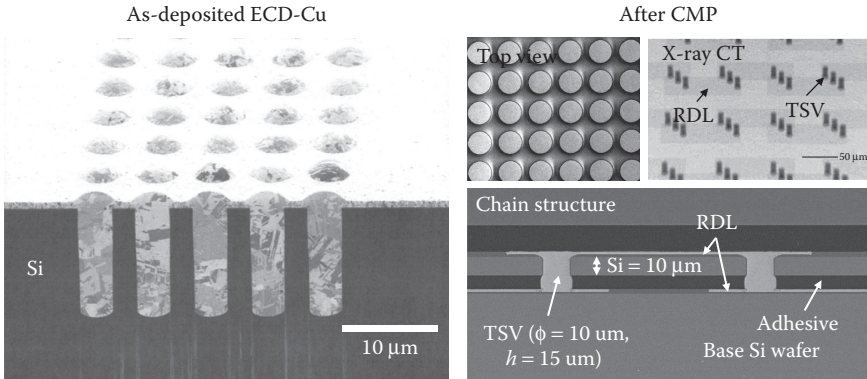 As-deposited ECD-Cu
Si
10 μm
After CMP
Top view
X-ray CT
RDL
TSV
50 μm
Chain structure
RDL
Si = 10 μm
TSV (ϕ = 10 um,
h = 15 um)
Adhesive
Base Si wafer